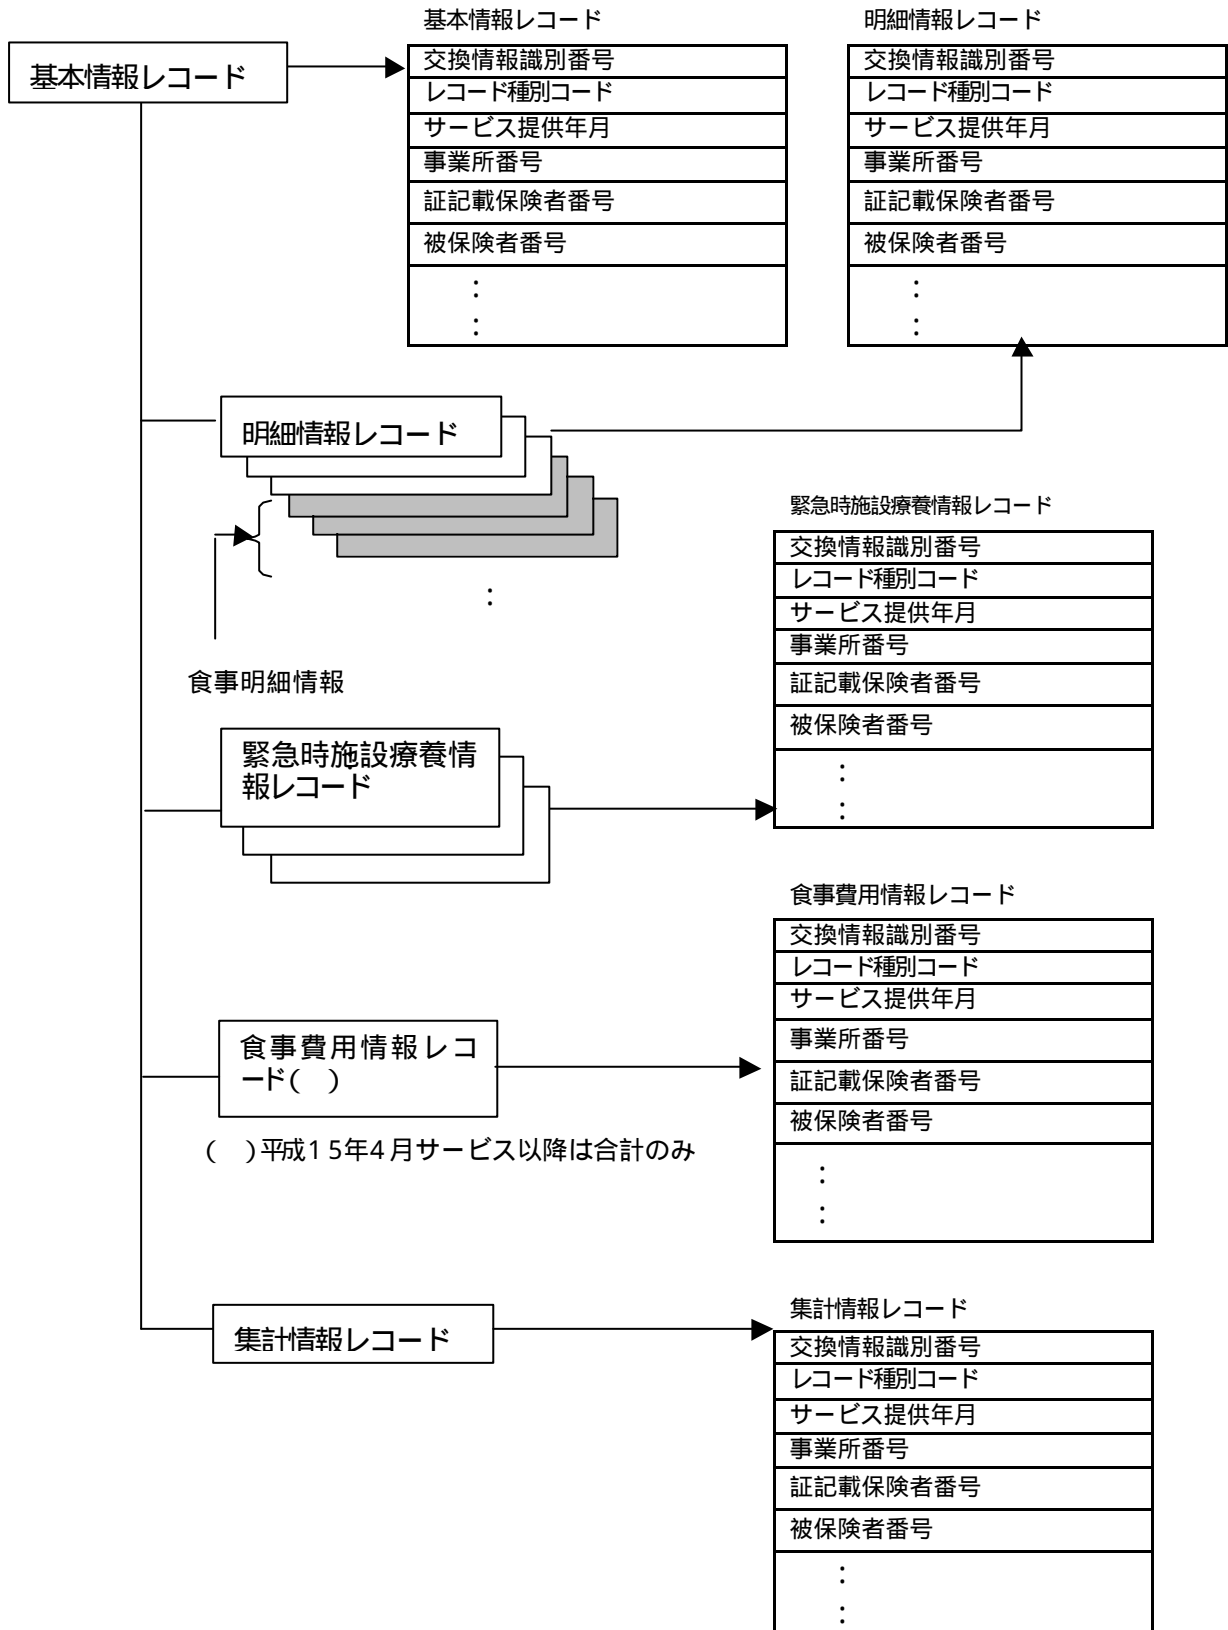 基本情報レコード
基本情報レコード
交換情報識別番号
レコード種別コード
サービス提供年月
事業所番号
証記載保険者番号
被保険者番号
：
：
明細情報レコード
交換情報識別番号
レコード種別コード
サービス提供年月
事業所番号
証記載保険者番号
被保険者番号
：
：
明細情報レコード
：
食事明細情報
緊急時施設療養情報レコード
交換情報識別番号
レコード種別コード
サービス提供年月
事業所番号
証記載保険者番号
被保険者番号
：
：
緊急時施設療養情
報レコード
食事費用情報レコード
交換情報識別番号
レコード種別コード
サービス提供年月
事業所番号
証記載保険者番号
被保険者番号
：
：
食事費用情報レコ
ード(　)
(　)平成15年4月サービス以降は合計のみ
集計情報レコード
集計情報レコード
交換情報識別番号
レコード種別コード
サービス提供年月
事業所番号
証記載保険者番号
被保険者番号
：
：